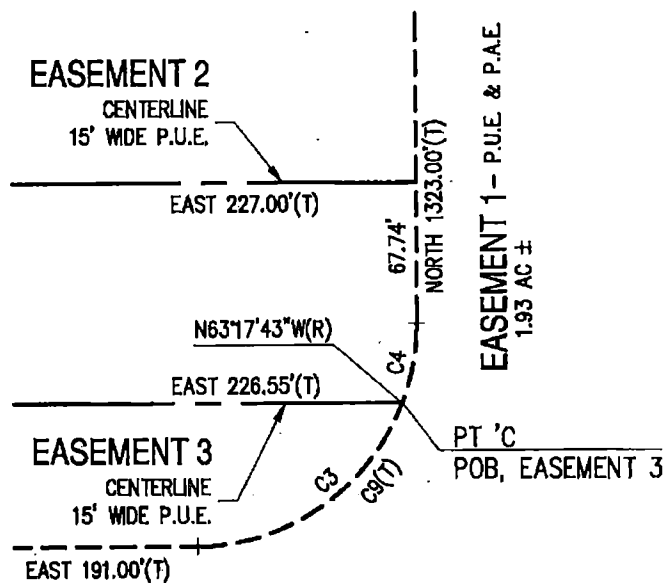 EASEMENT 2
CENTERLINE
15' WIDE P.U.E.
EAST 227.00'(T)
67.74'
NORTH 1323.00'(T)
EASEMENT 1- P.U.E. & P.A.E.
1.93 AC ±
N63°17'43"W(R)
C4
EAST 226.55'(T)
EASEMENT 3
CENTERLINE
15' WIDE P.U.E.
C3
C9(T)
PT 'C
POB, EASEMENT 3
EAST 191.00'(T)